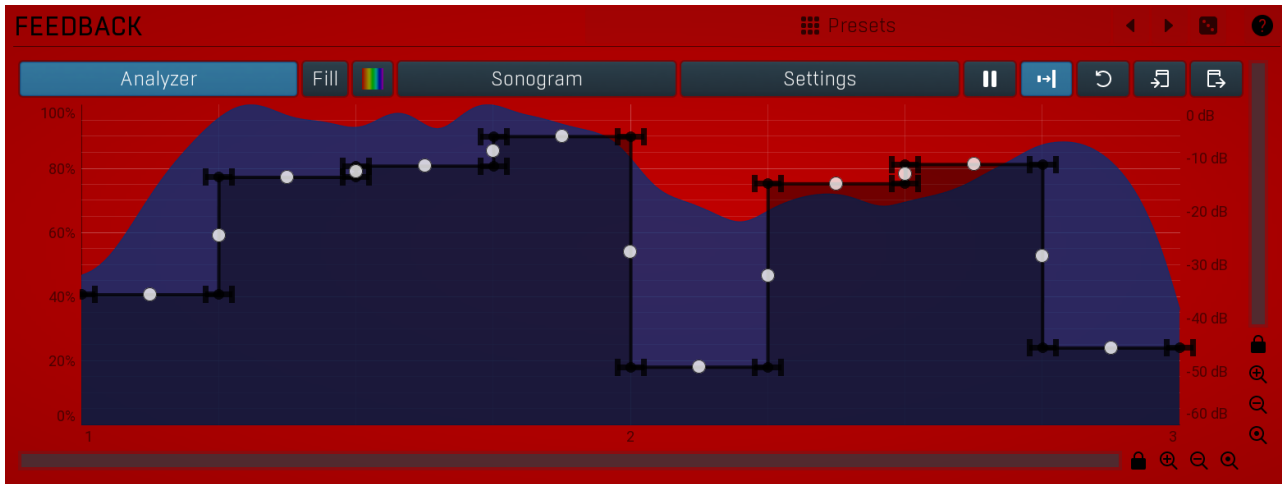 FEEDBACK
Presets
?
Analyzer Fill Sonogram Settings
100% 0 dB
80% -10 dB
-20 dB
60%
-30 dB
40%
-40 dB
20%
-50 dB
0% -60 dB
1 2 3